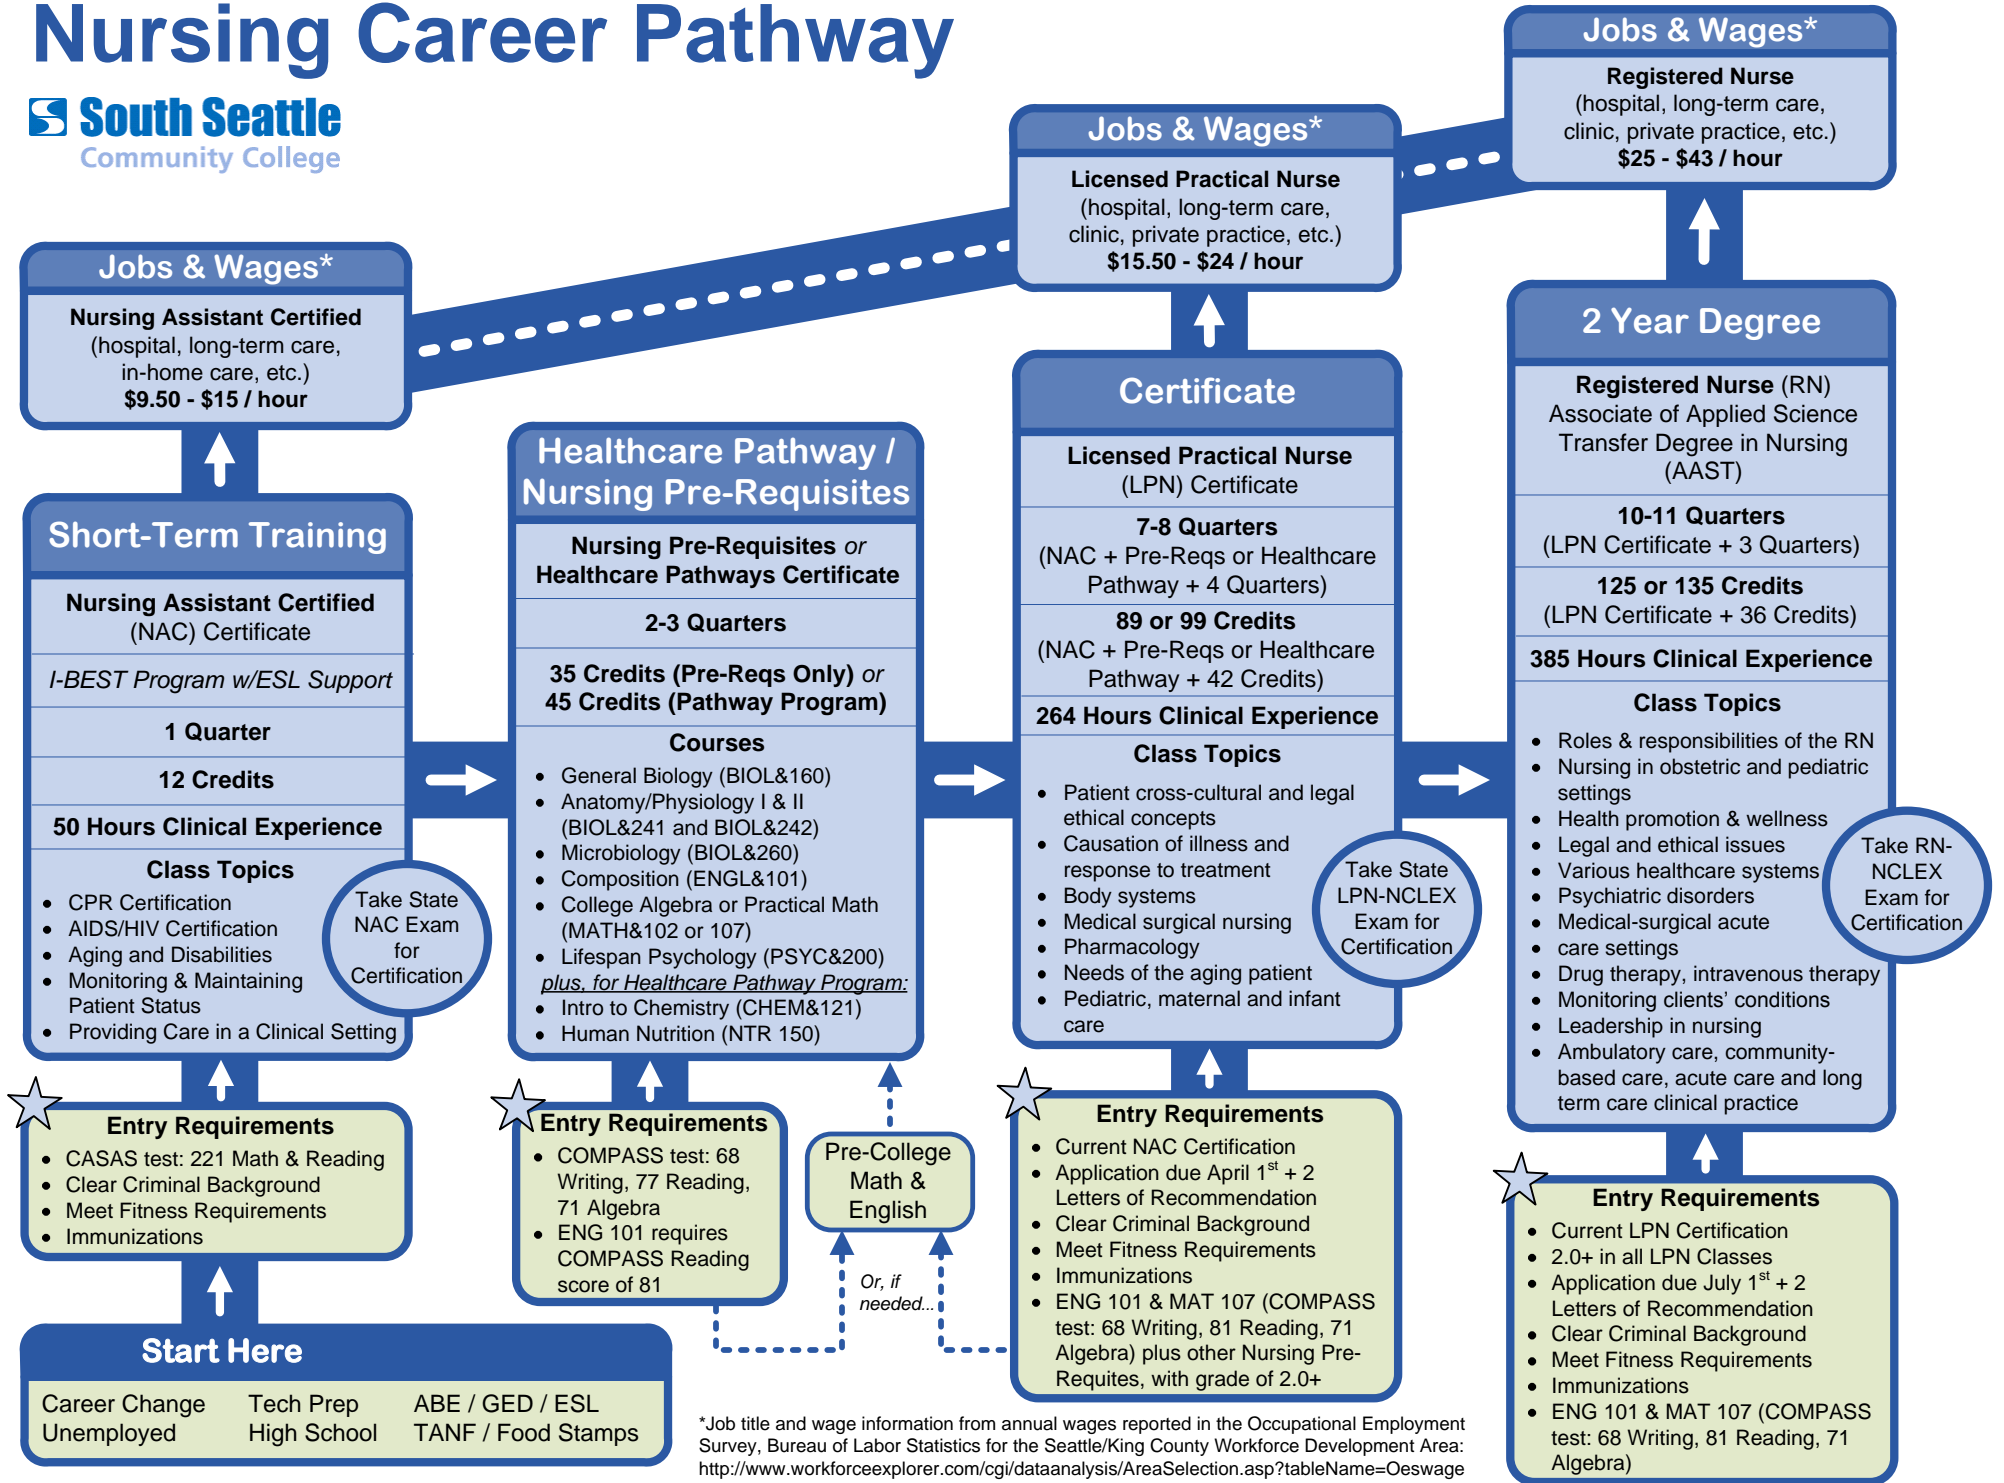 Nursing Career Pathway
South Seattle
Community College
Jobs & Wages*
Nursing Assistant Certified
(hospital, long-term care,
in-home care, etc.)
$9.50 - $15 / hour
Short-Term Training
Nursing Assistant Certified
(NAC) Certificate
I-BEST Program w/ESL Support
1 Quarter
12 Credits
50 Hours Clinical Experience
Class Topics
• CPR Certification
• AIDS/HIV Certification
• Aging and Disabilities
• Monitoring & Maintaining
Patient Status
• Providing Care in a Clinical Setting
Take State
NAC Exam
for
Certification
Entry Requirements
• CASAS test: 221 Math & Reading
• Clear Criminal Background
• Meet Fitness Requirements
• Immunizations
Start Here
Career Change Tech Prep ABE / GED / ESL
Unemployed High School TANF / Food Stamps
Healthcare Pathway /
Nursing Pre-Requisites
Nursing Pre-Requisites or
Healthcare Pathways Certificate
2-3 Quarters
35 Credits (Pre-Reqs Only) or
45 Credits (Pathway Program)
Courses
• General Biology (BIOL&160)
• Anatomy/Physiology I & II
(BIOL&241 and BIOL&242)
• Microbiology (BIOL&260)
• Composition (ENGL&101)
• College Algebra or Practical Math
(MATH&102 or 107)
• Lifespan Psychology (PSYC&200)
plus, for Healthcare Pathway Program:
• Intro to Chemistry (CHEM&121)
• Human Nutrition (NTR 150)
Entry Requirements
• COMPASS test: 68
Writing, 77 Reading,
71 Algebra
• ENG 101 requires
COMPASS Reading
score of 81
Pre-College
Math &
English
Or, if
needed...
Jobs & Wages*
Licensed Practical Nurse
(hospital, long-term care,
clinic, private practice, etc.)
$15.50 - $24 / hour
Certificate
Licensed Practical Nurse
(LPN) Certificate
7-8 Quarters
(NAC + Pre-Reqs or Healthcare
Pathway + 4 Quarters)
89 or 99 Credits
(NAC + Pre-Reqs or Healthcare
Pathway + 42 Credits)
264 Hours Clinical Experience
Class Topics
• Patient cross-cultural and legal
ethical concepts
• Causation of illness and
response to treatment
• Body systems
• Medical surgical nursing
• Pharmacology
• Needs of the aging patient
• Pediatric, maternal and infant
care
Take State
LPN-NCLEX
Exam for
Certification
Entry Requirements
• Current NAC Certification
• Application due April 1st + 2
Letters of Recommendation
• Clear Criminal Background
• Meet Fitness Requirements
• Immunizations
• ENG 101 & MAT 107 (COMPASS
test: 68 Writing, 81 Reading, 71
Algebra) plus other Nursing Pre-
Requites, with grade of 2.0+
Jobs & Wages*
Registered Nurse
(hospital, long-term care,
clinic, private practice, etc.)
$25 - $43 / hour
2 Year Degree
Registered Nurse (RN)
Associate of Applied Science
Transfer Degree in Nursing
(AAST)
10-11 Quarters
(LPN Certificate + 3 Quarters)
125 or 135 Credits
(LPN Certificate + 36 Credits)
385 Hours Clinical Experience
Class Topics
• Roles & responsibilities of the RN
• Nursing in obstetric and pediatric
settings
• Health promotion & wellness
• Legal and ethical issues
• Various healthcare systems
• Psychiatric disorders
• Medical-surgical acute
• care settings
• Drug therapy, intravenous therapy
• Monitoring clients' conditions
• Leadership in nursing
• Ambulatory care, community-
based care, acute care and long
term care clinical practice
Take RN-
NCLEX
Exam for
Certification
Entry Requirements
• Current LPN Certification
• 2.0+ in all LPN Classes
• Application due July 1st + 2
Letters of Recommendation
• Clear Criminal Background
• Meet Fitness Requirements
• Immunizations
• ENG 101 & MAT 107 (COMPASS
test: 68 Writing, 81 Reading, 71
Algebra)
*Job title and wage information from annual wages reported in the Occupational Employment
Survey, Bureau of Labor Statistics for the Seattle/King County Workforce Development Area:
http://www.workforceexplorer.com/cgi/dataanalysis/AreaSelection.asp?tableName=Oeswage